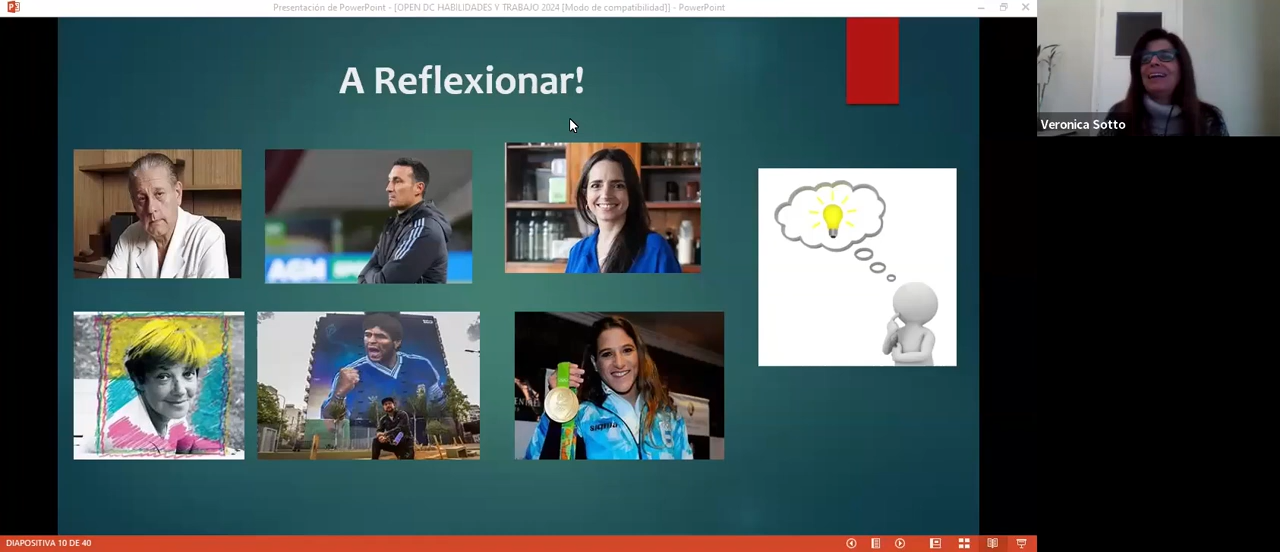 Presentación de PowerPoint - [OPEN DC HABILIDADES Y TRABAJO 2024 [Modo de compatibilidad]] - PowerPoint
A Reflexionar!
Veronica Sotto
DIAPOSITIVA 10 DE 40